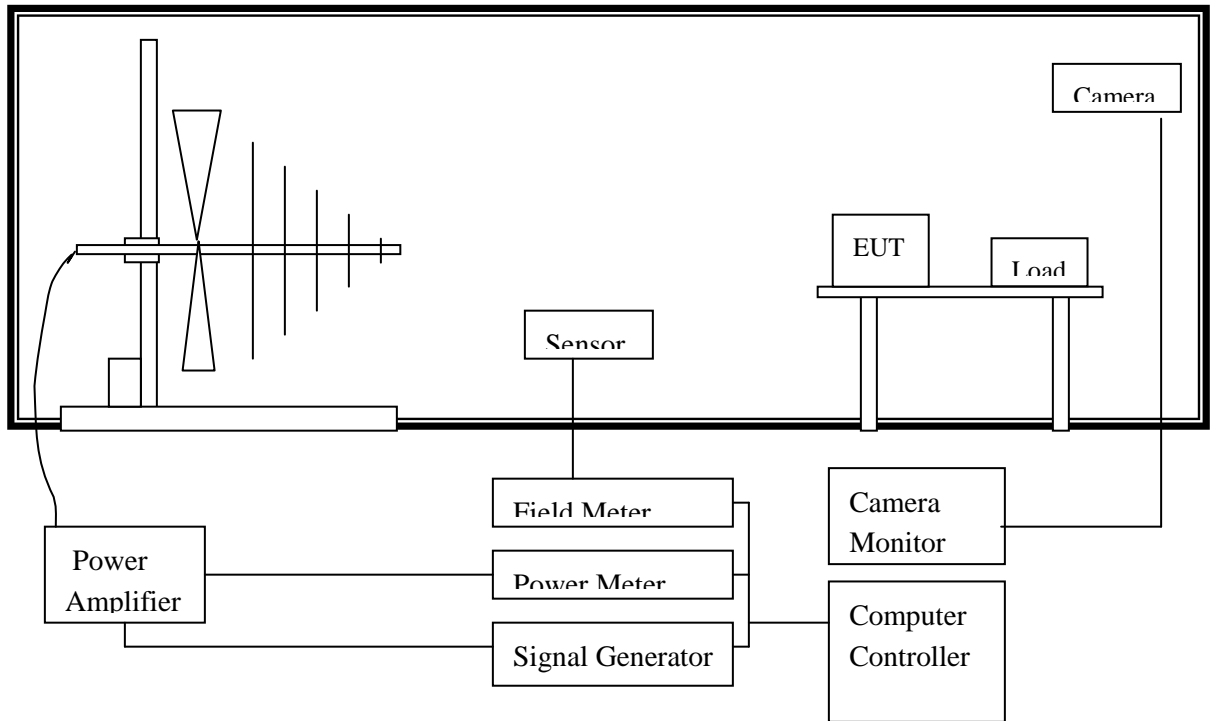 Camera
EUT
Load
Sensor
Field Meter
Camera
Monitor
Power
Amplifier
Power Meter
Computer
Controller
Signal Generator